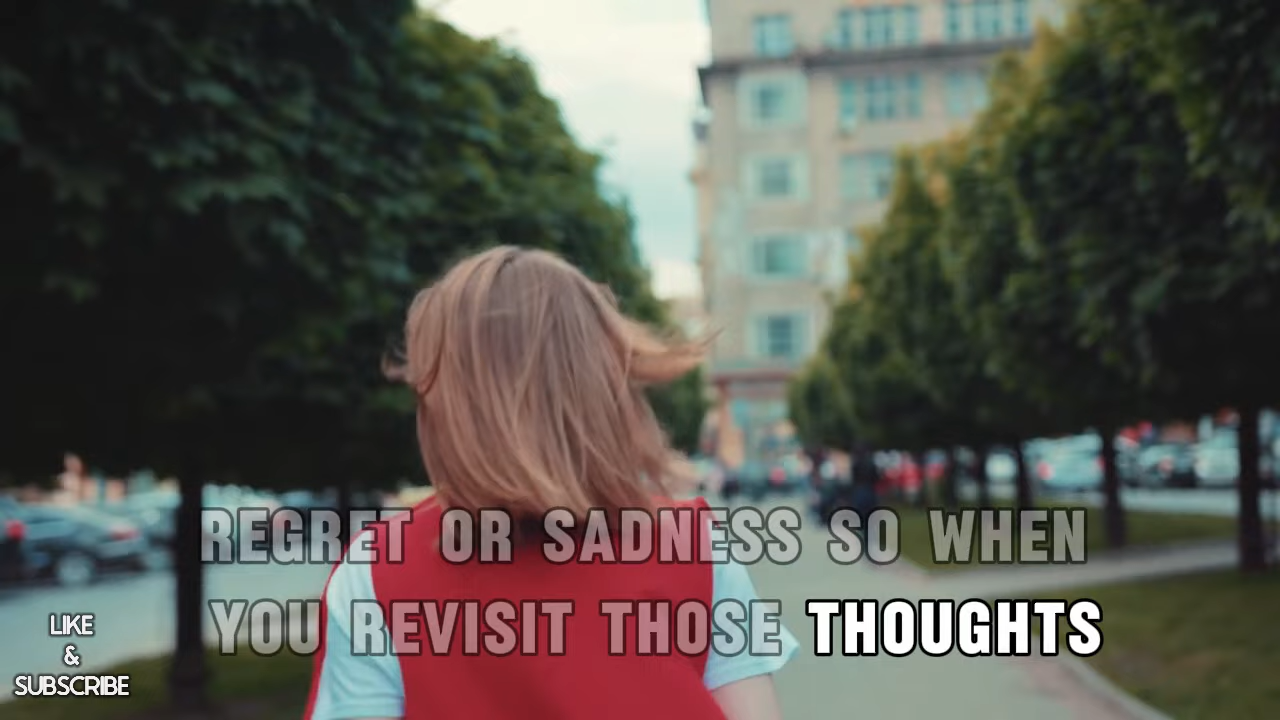 REGRET OR SADNESS SO WHEN
YOU REVISIT THOSE THOUGHTS
LIKE
&
SUBSCRIBE